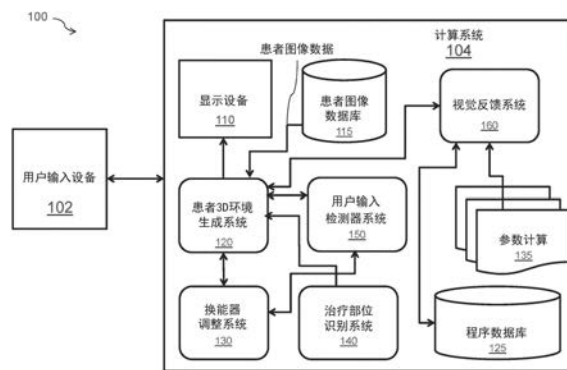 100
计算系统
104
患者图像数据
显示设备
110
患者图像
数据库
115
视觉反馈系统
160
用户输入设备
102
患者3D环境
生成系统
120
用户输入
检测器系统
150
参数计算
135
换能器
调整系统
130
治疗部位
识别系统
140
程序数据库
125